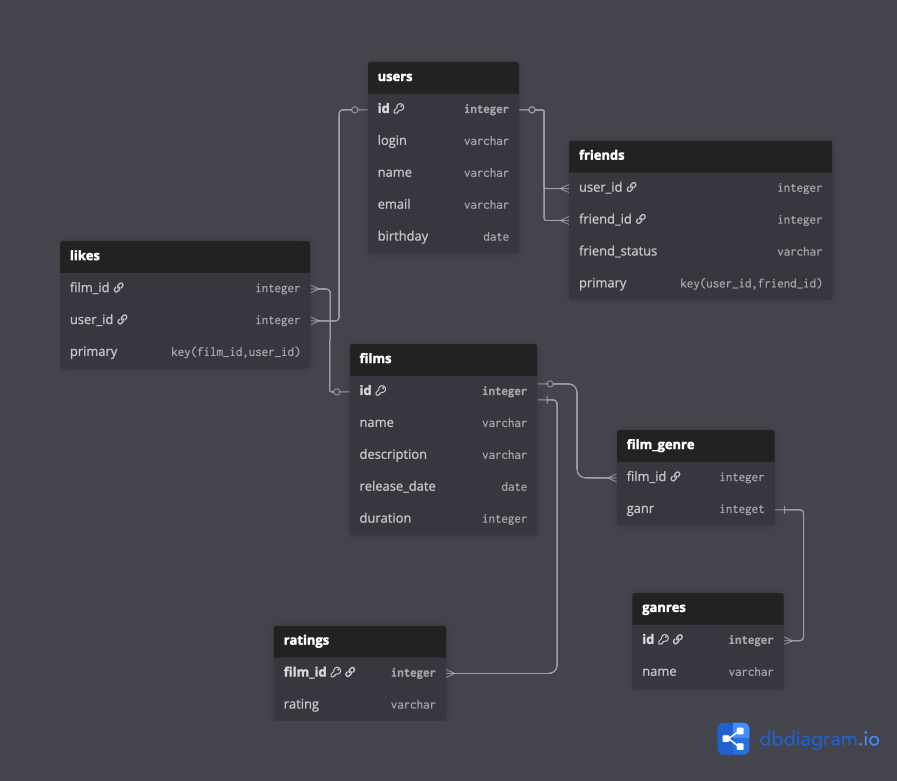 users
id integer
login varchar
name varchar
email varchar
birthday date
friends
user_id integer
friend_id integer
friend_status varchar
primary key(user_id,friend_id)
likes
film_id integer
user_id integer
primary key(film_id,user_id)
films
id integer
name varchar
description varchar
release_date date
duration integer
film_genre
film_id integer
ganr integet
ganres
id integer
name varchar
ratings
film_id integer
rating varchar
dbdiagram.io